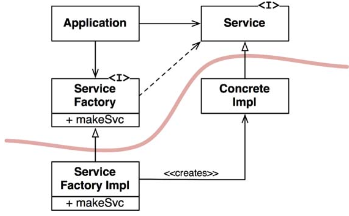 <I>
Application
Service
<I>
Service
Factory
+ makeSvc
Concrete
Impl
Service
Factory Impl
+ makeSvc
<<creates>>